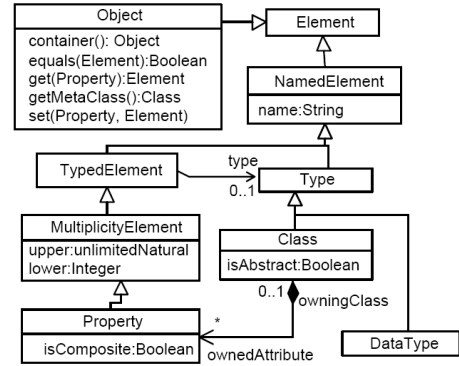 Object
container(): Object
equals(Element):Boolean
get(Property):Element
getMetaClass():Class
set(Property, Element)
Element
NamedElement
name:String
TypedElement
type
0..1
Type
MultiplicityElement
upper:unlimitedNatural
lower:Integer
Class
isAbstract:Boolean
0..1
owningClass
Property
isComposite:Boolean
*
ownedAttribute
DataType